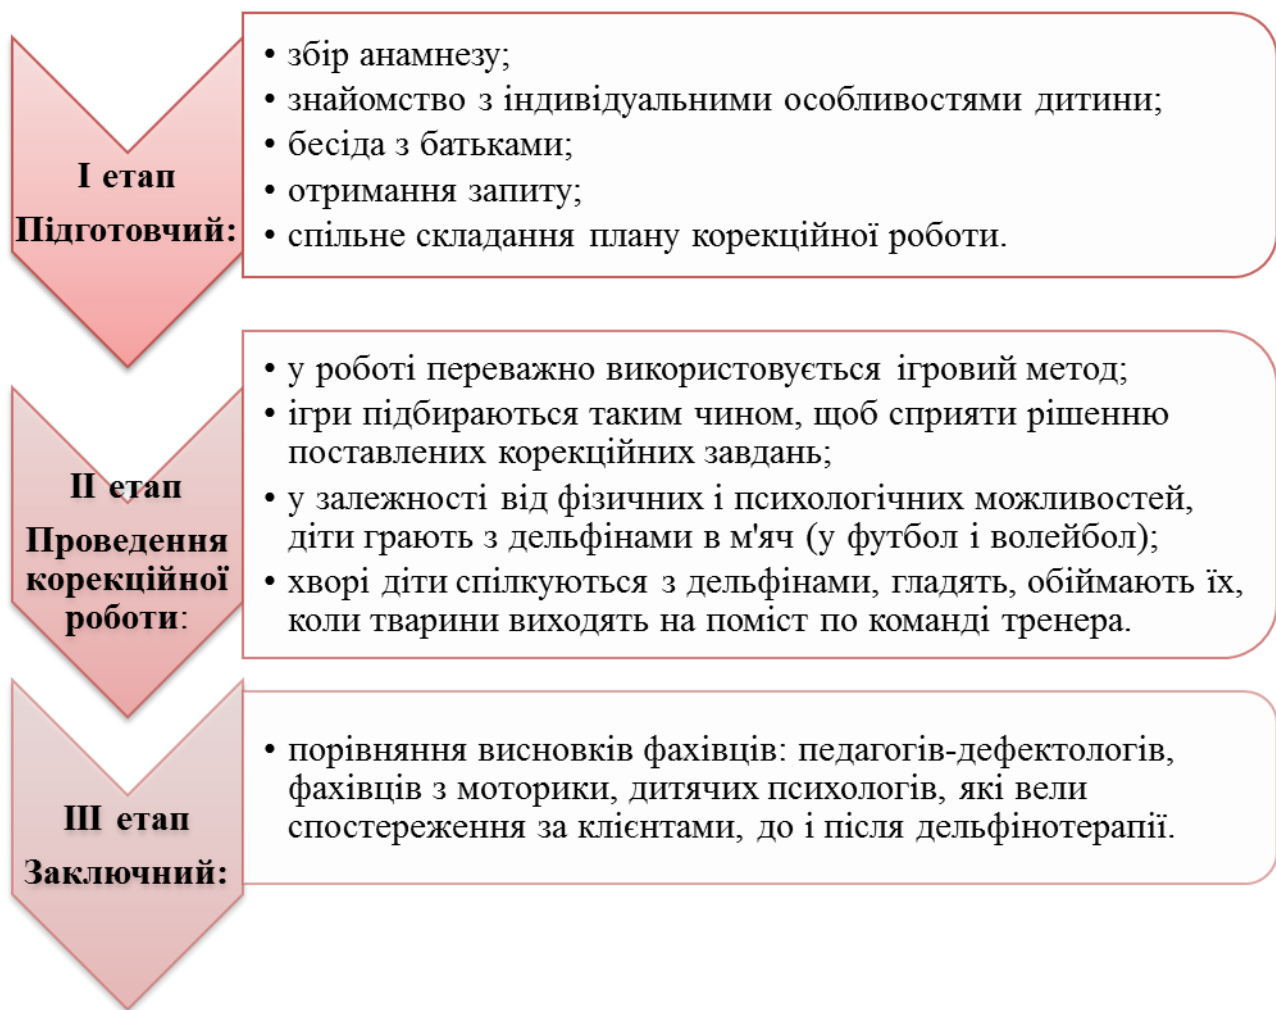 І етап
Підготовчий:
• збір анамнезу;
• знайомство з індивідуальними особливостями дитини;
• бесіда з батьками;
• отримання запиту;
• спільне складання плану корекційної роботи.
ІІ етап
Проведення
корекційної
роботи:
• у роботі переважно використовується ігровий метод;
• ігри підбираються таким чином, щоб сприяти рішенню
поставлених корекційних завдань;
• у залежності від фізичних і психологічних можливостей,
діти грають з дельфінами в м'яч (у футбол і волейбол);
• хворі діти спілкуються з дельфінами, гладять, обіймають їх,
коли тварини виходять на поміст по команді тренера.
ІІІ етап
Заключний:
• порівняння висновків фахівців: педагогів-дефектологів,
фахівців з моторики, дитячих психологів, які вели
спостереження за клієнтами, до і після дельфінотерапії.